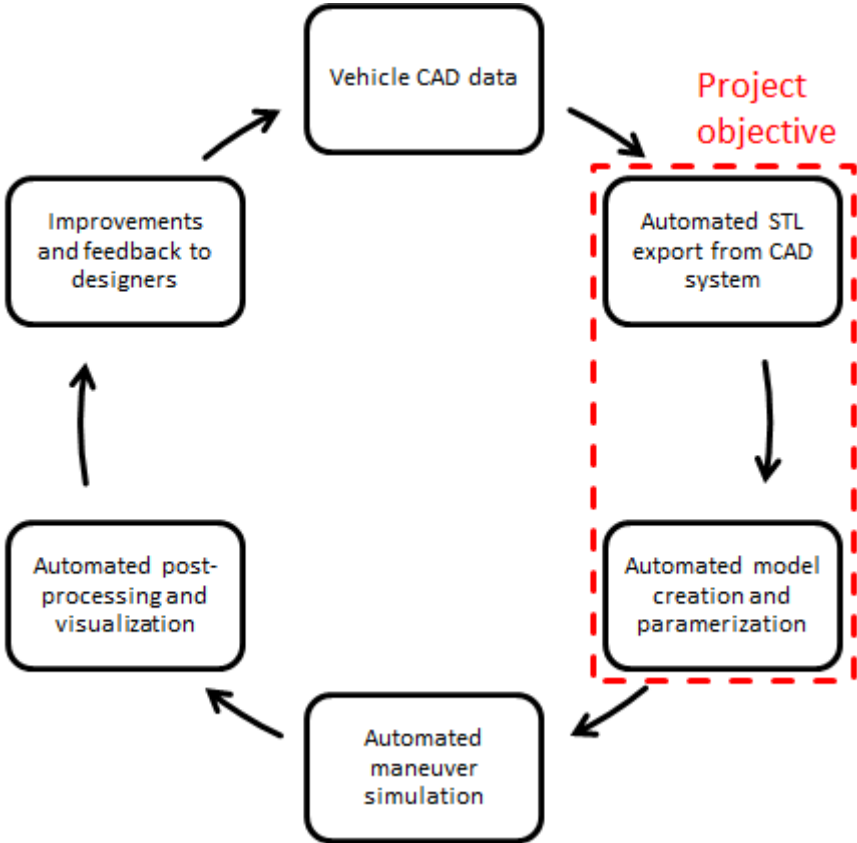 Vehicle CAD data
Project
objective
Automated STL
export from CAD
system
Automated model
creation and
paramerization
Automated
maneuver
simulation
Automated post-
processing and
visualization
Improvements
and feedback to
designers